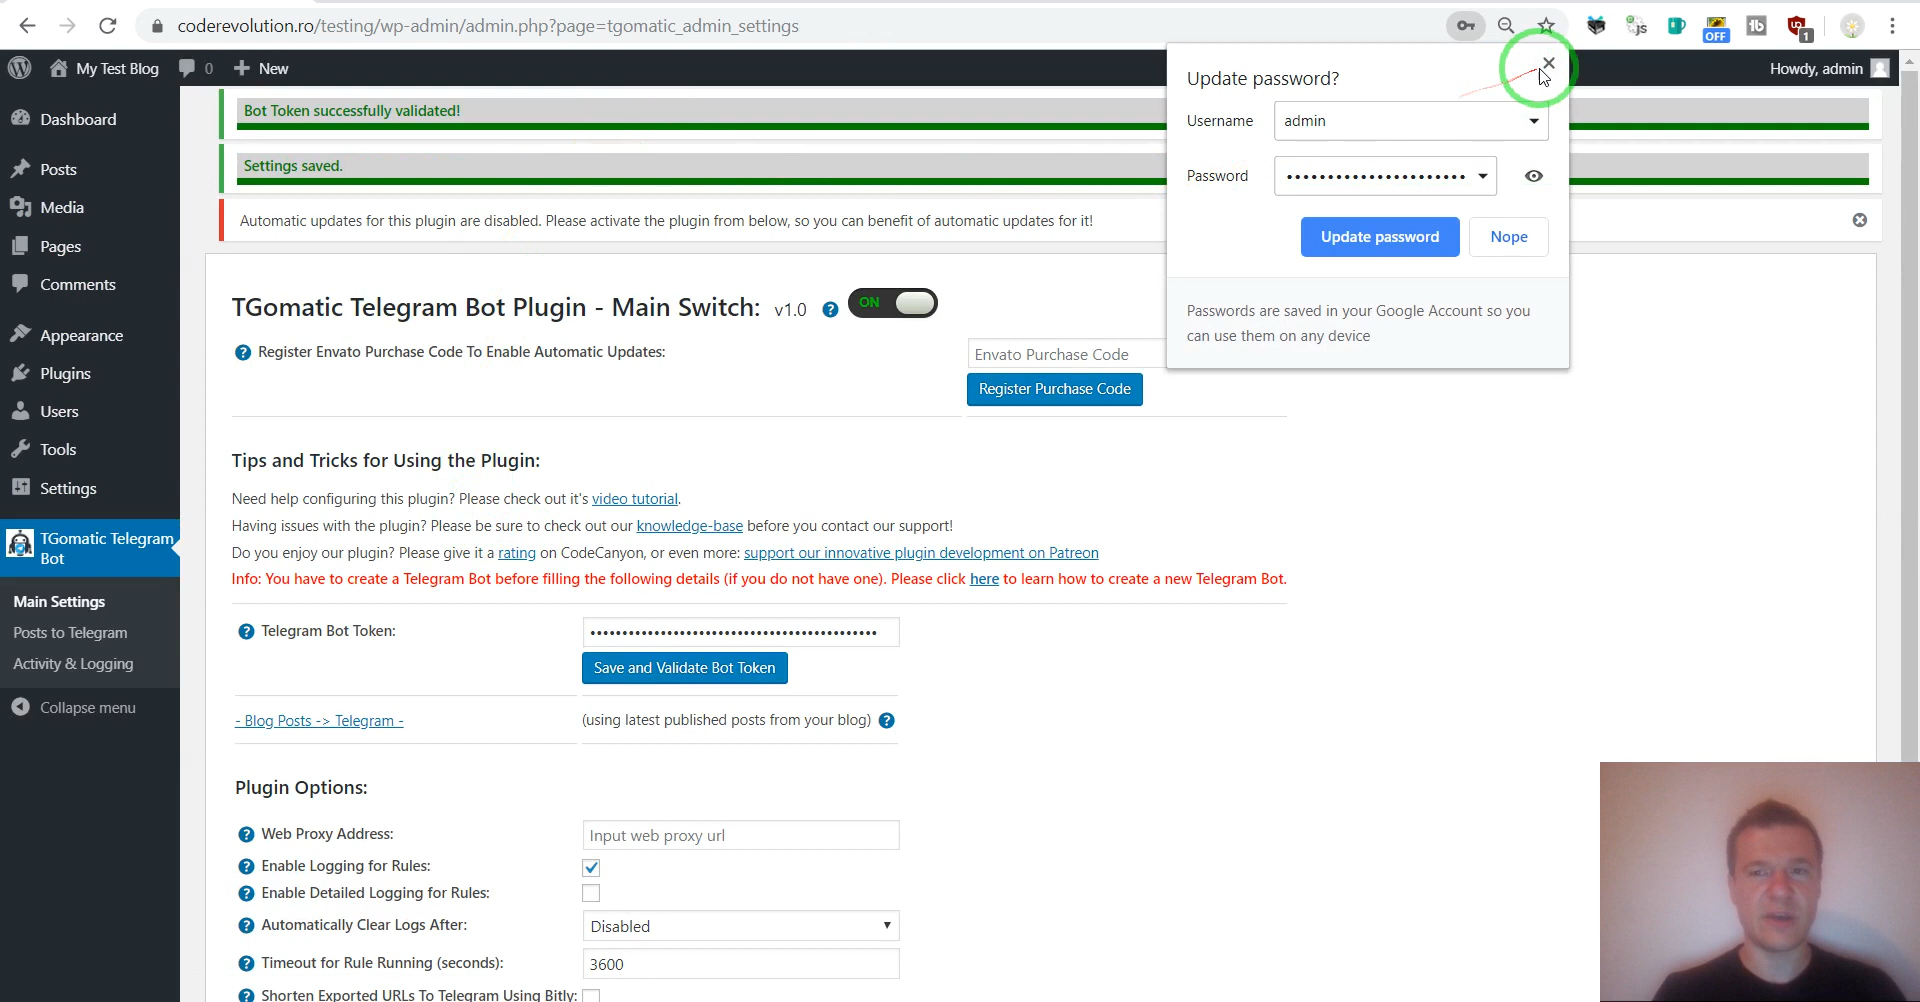 coderevolution.ro/testing/wp-admin/admin.php?page=tgomatic_admin_settings
JS
OFF
tb
1
My Test Blog
0
New
Howdy, admin
Dashboard
Posts
Media
Pages
Comments
Appearance
Plugins
Users
Tools
Settings
TGomatic Telegram
Bot
Main Settings
Posts to Telegram
Activity & Logging
Collapse menu
Bot Token successfully validated!
Settings saved.
Automatic updates for this plugin are disabled. Please activate the plugin from below, so you can benefit of automatic updates for it!
Update password?
Username
admin
Password
••••••••••••••••••••••
Update password
Nope
Passwords are saved in your Google Account so you
can use them on any device
TGomatic Telegram Bot Plugin - Main Switch: v1.0 ? ON
? Register Envato Purchase Code To Enable Automatic Updates:
Envato Purchase Code
Register Purchase Code
Tips and Tricks for Using the Plugin:
Need help configuring this plugin? Please check out it's video tutorial.
Having issues with the plugin? Please be sure to check out our knowledge-base before you contact our support!
Do you enjoy our plugin? Please give it a rating on CodeCanyon, or even more: support our innovative plugin development on Patreon
Info: You have to create a Telegram Bot before filling the following details (if you do not have one). Please click here to learn how to create a new Telegram Bot.
? Telegram Bot Token:
•••••••••••••••••••••••••••••••••••••••••••••
Save and Validate Bot Token
- Blog Posts -> Telegram -
(using latest published posts from your blog) ?
Plugin Options:
? Web Proxy Address:
Input web proxy url
? Enable Logging for Rules:
? Enable Detailed Logging for Rules:
? Automatically Clear Logs After:
Disabled
? Timeout for Rule Running (seconds):
3600
? Shorten Exported URLs To Telegram Using Bitly: